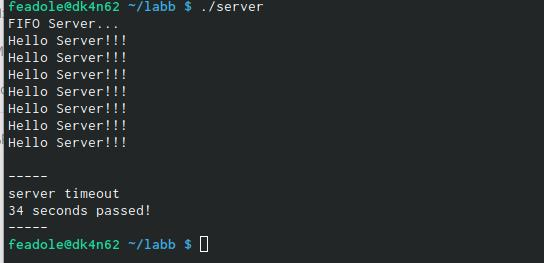 feadole@dk4n62 ~/labb $ ./server
FIFO Server...
Hello Server!!!
Hello Server!!!
Hello Server!!!
Hello Server!!!
Hello Server!!!
Hello Server!!!
Hello Server!!!
-----
server timeout
34 seconds passed!
-----
feadole@dk4n62 ~/labb $